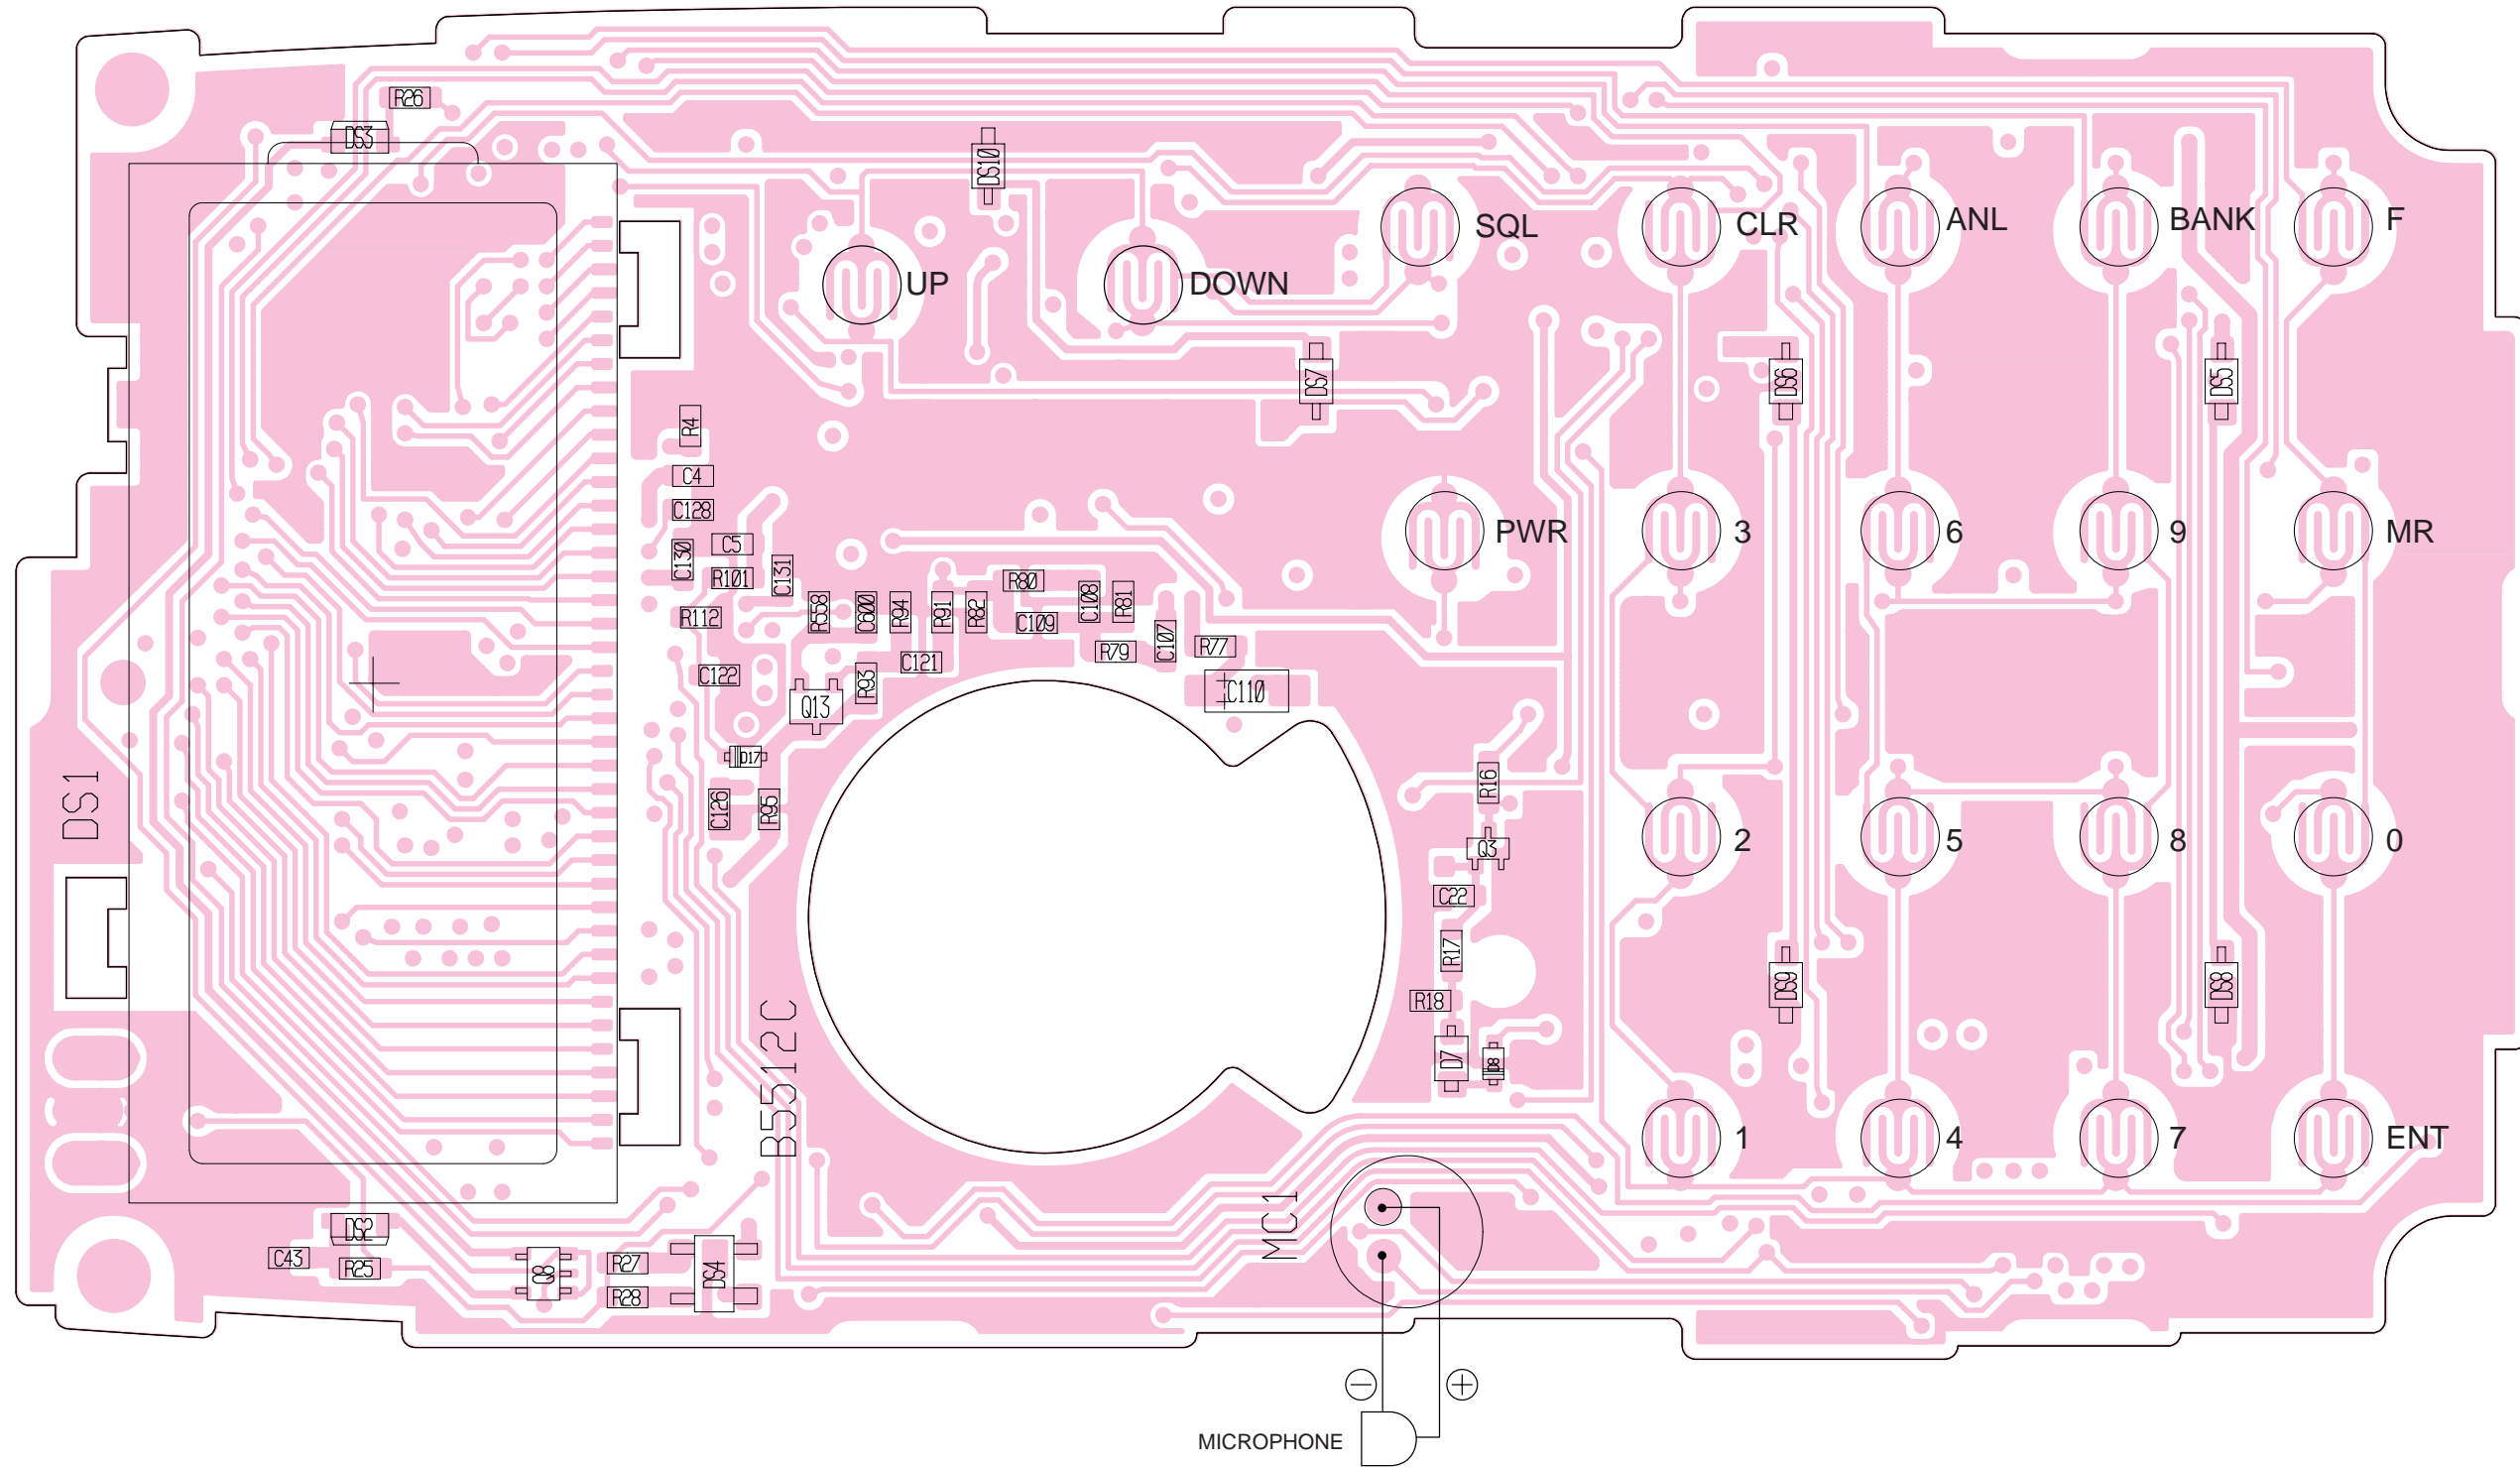 R26
DS3
DS10
SQL
CLR
ANL
BANK
F
UP
DOWN
DS7
DS6
DS5
R4
C4
C128
C5
C130
R101
C131
R112
R558
C600
R94
R91
R82
R80
C109
C108
R81
R79
C107
R77
PWR
3
6
9
MR
C122
Q13
R93
C121
C110
D17
C126
R95
DS1
R16
Q3
C22
2
5
8
0
R17
R18
DS9
DS8
D7
D8
B5512C
1
4
7
ENT
MC1
DS2
C43
R25
Q8
R27
R28
DS4
− +
MICROPHONE